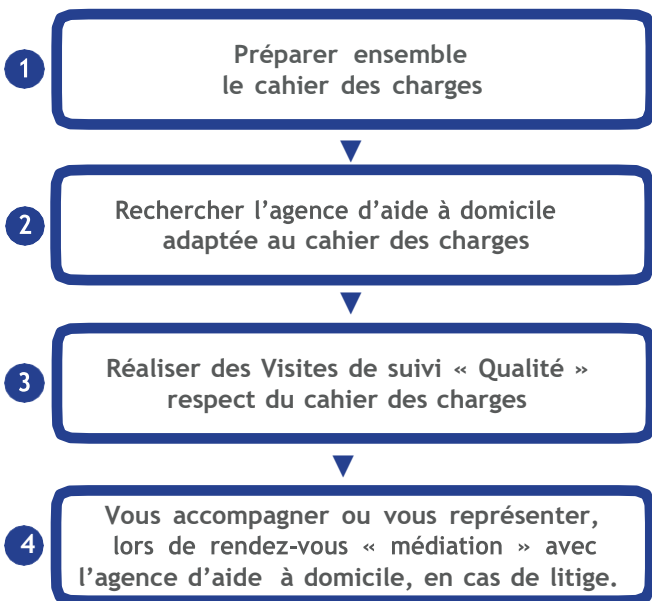 1
Préparer ensemble
le cahier des charges
2
Rechercher l’agence d’aide à domicile
adaptée au cahier des charges
3
Réaliser des Visites de suivi « Qualité »
respect du cahier des charges
4
Vous accompagner ou vous représenter,
lors de rendez-vous « médiation » avec
l’agence d’aide à domicile, en cas de litige.